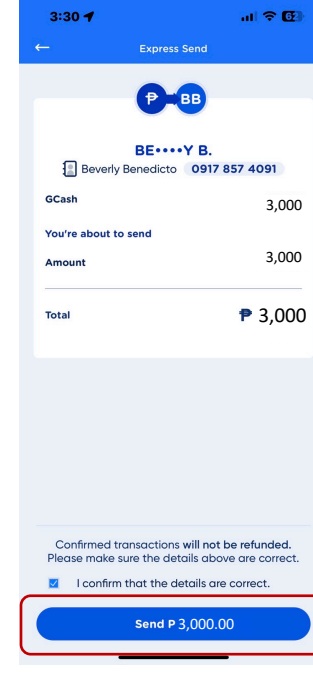 3:30 62
Express Send
₱ BB
BE••••Y B.
Beverly Benedicto 0917 857 4091
GCash 3,000
You're about to send
Amount 3,000
Total ₱ 3,000
Confirmed transactions will not be refunded.
Please make sure the details above are correct.
I confirm that the details are correct.
Send P 3,000.00